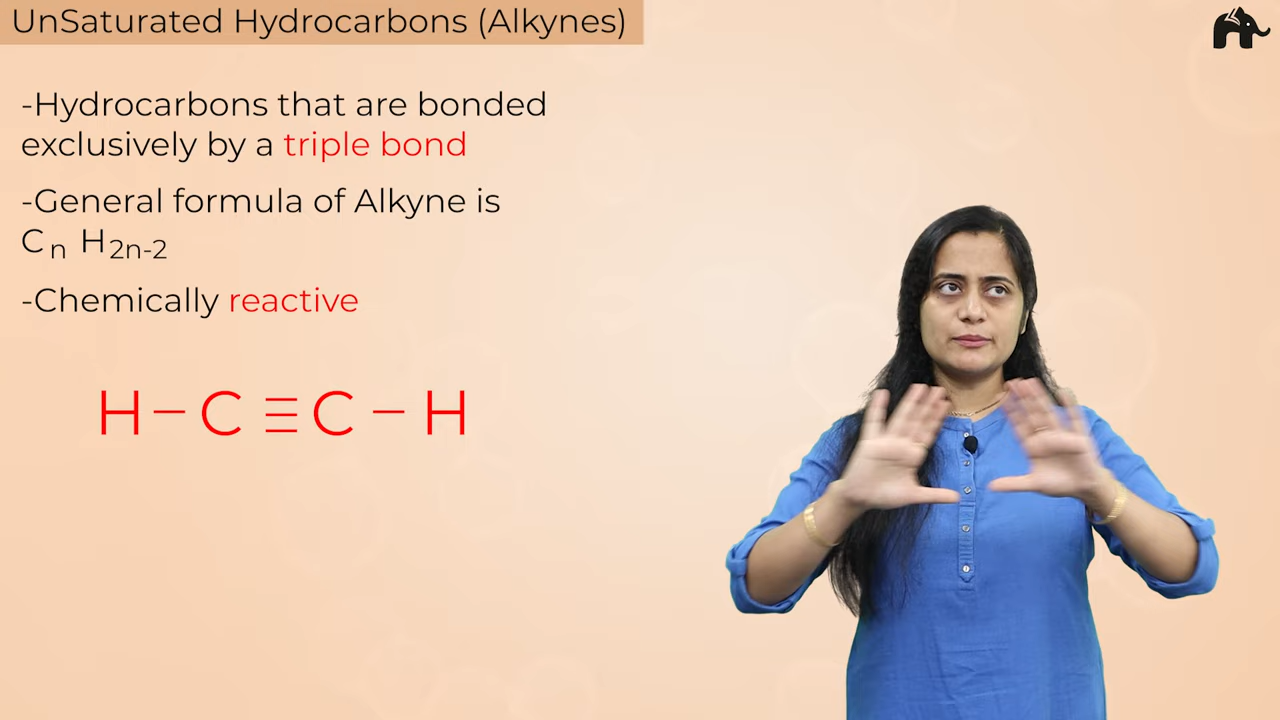 UnSaturated Hydrocarbons (Alkynes)
-Hydrocarbons that are bonded
exclusively by a triple bond
-General formula of Alkyne is
C n H 2n-2
-Chemically reactive
H – C ≡ C – H